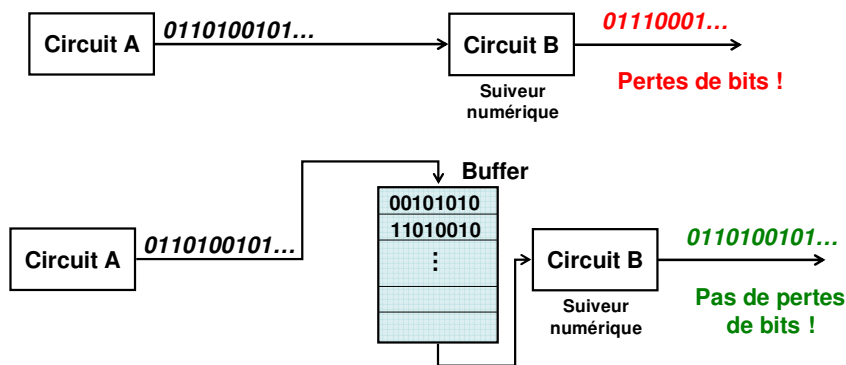 Circuit A
0110100101...
Circuit B
01110001...
Suiveur
numérique
Pertes de bits !
Buffer
00101010
11010010
⋮
Circuit A
0110100101...
Circuit B
0110100101...
Suiveur
numérique
Pas de pertes
de bits !